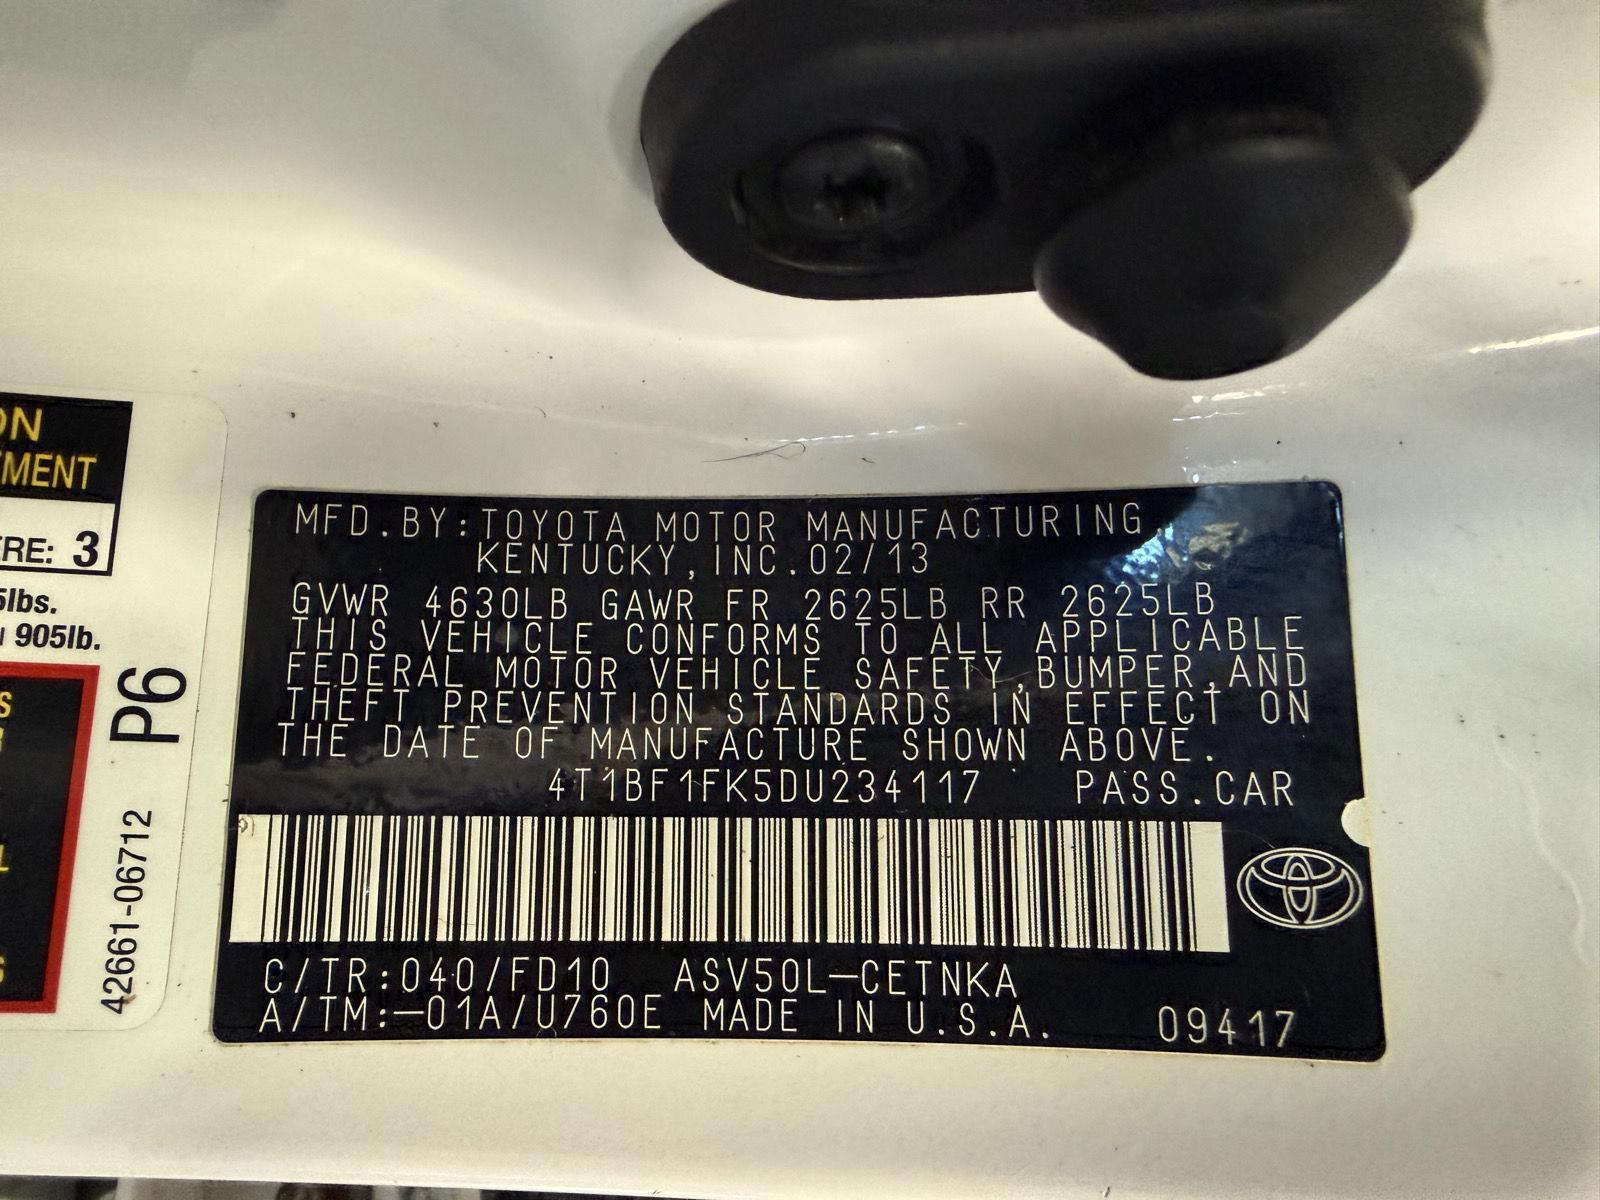 ON
TMENT
ERE: 3
5lbs.
905lb.
P6
42661-06712
MFD.BY:TOYOTA MOTOR MANUFACTURING,
KENTUCKY,INC.02/13
GVWR 4630LB GAWR FR 2625LB RR 2625LB
THIS VEHICLE CONFORMS TO ALL APPLICABLE
FEDERAL MOTOR VEHICLE SAFETY,BUMPER,AND
THEFT PREVENTION STANDARDS IN EFFECT ON
THE DATE OF MANUFACTURE SHOWN ABOVE.
4T1BF1FK5DU234117 PASS.CAR
C/TR:040/FD10 ASV50L-CETNKA
A/TM:-01A/U760E MADE IN U.S.A. 09417